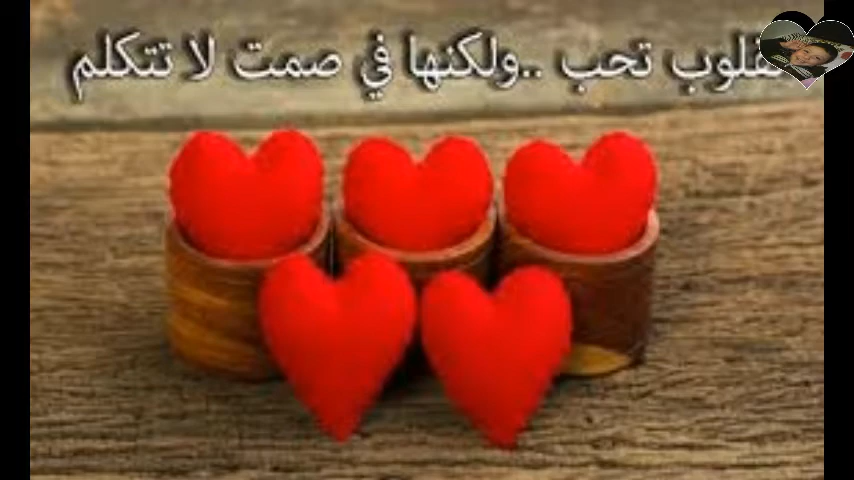 قلوب تحب ..ولكنها في صمت لا تتكلم